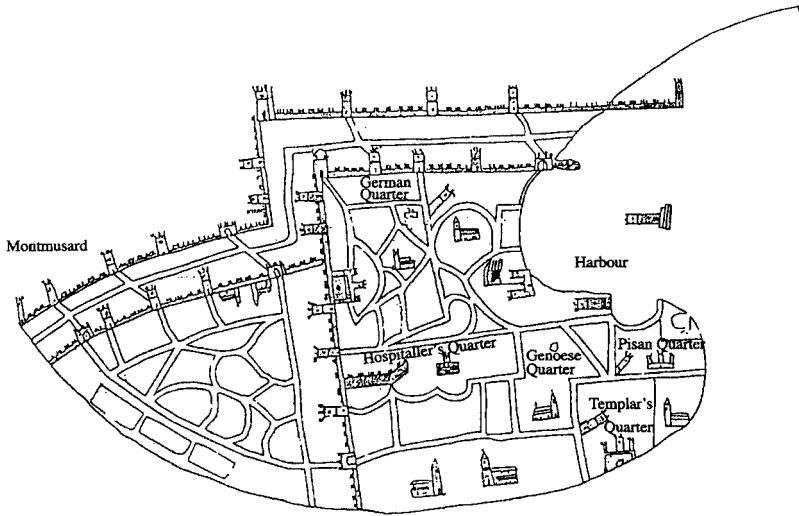 German
Quarter
Montmusard
Harbour
Hospitaller's Quarter
Genoese
Quarter
Pisan Quarter
Templar's
Quarter